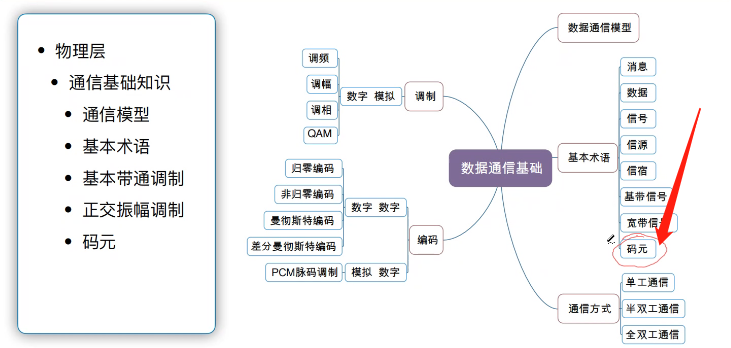 物理层
通信基础知识
通信模型
基本术语
基本带通调制
正交振幅调制
码元
数据通信基础
数据通信模型
基本术语
消息
数据
信号
信源
信宿
基带信号
宽带信号
码元
通信方式
单工通信
半双工通信
全双工通信
调制
数字 模拟
调频
调幅
调相
QAM
编码
数字 数字
归零编码
非归零编码
曼彻斯特编码
差分曼彻斯特编码
模拟 数字
PCM脉码调制